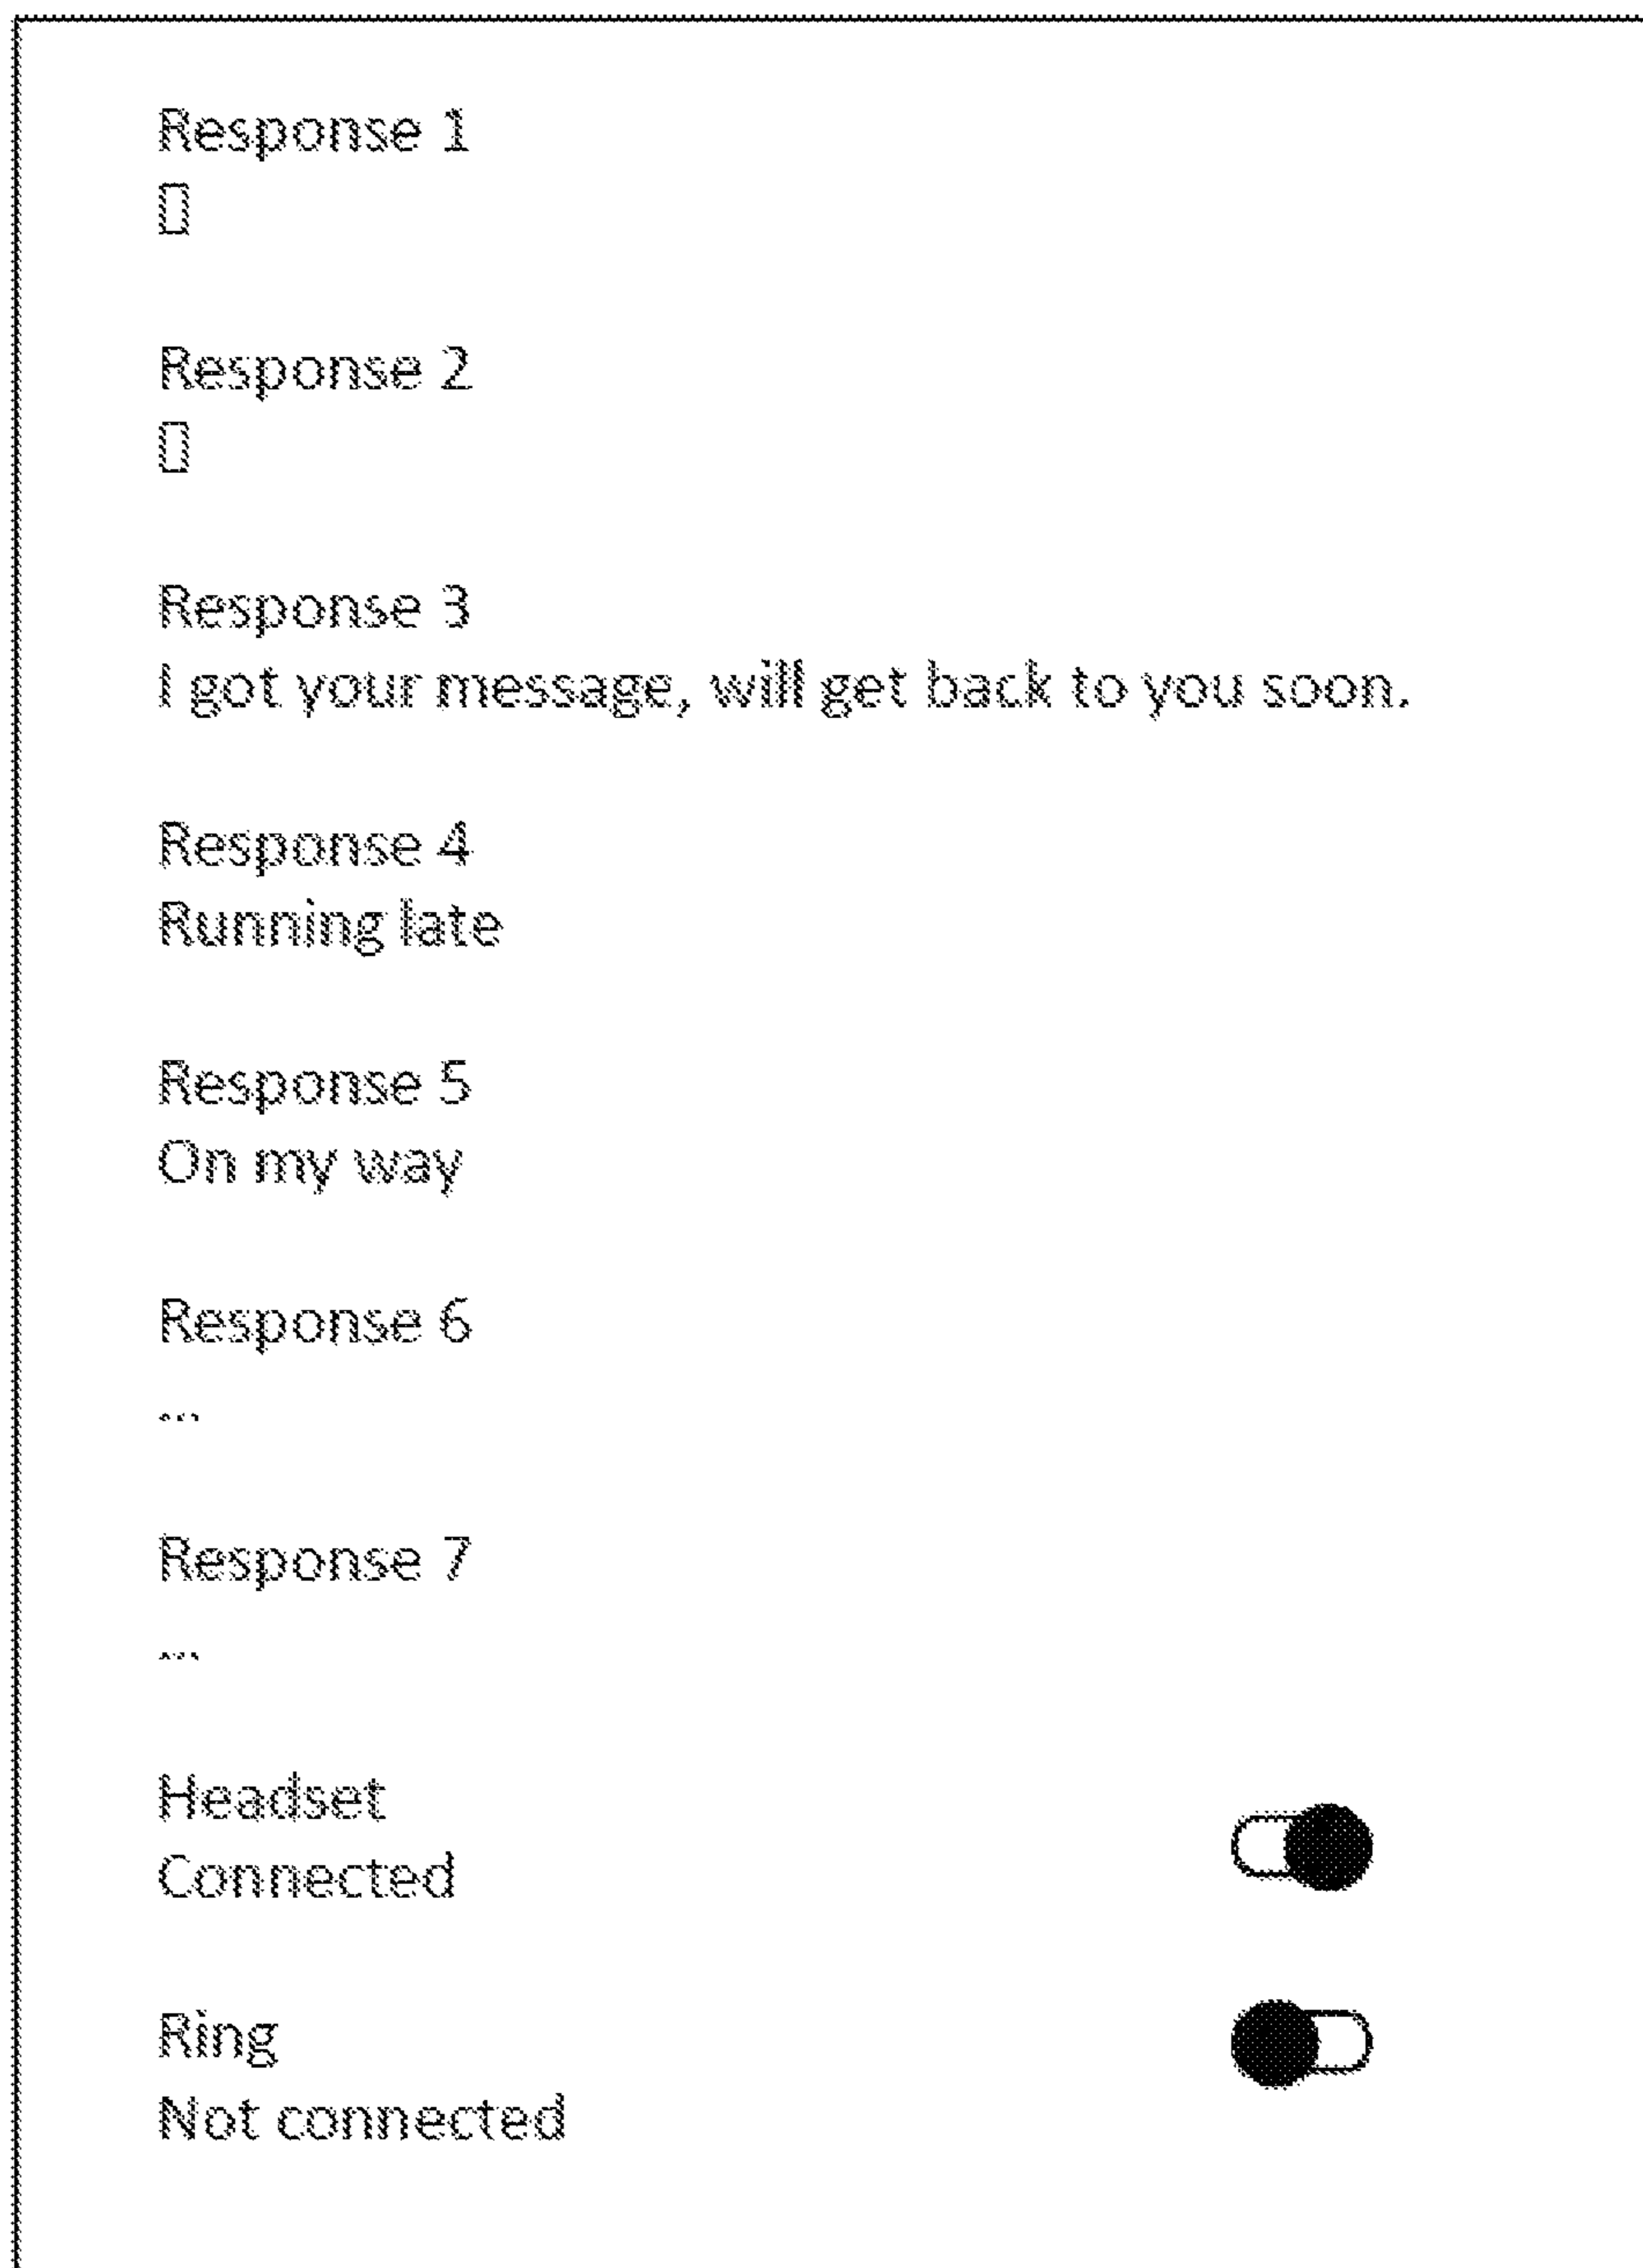 Response 1
▯
Response 2
▯
Response 3
I got your message, will get back to you soon.
Response 4
Running late
Response 5
On my way
Response 6
...
Response 7
...
Headset
Connected
Ring
Not connected